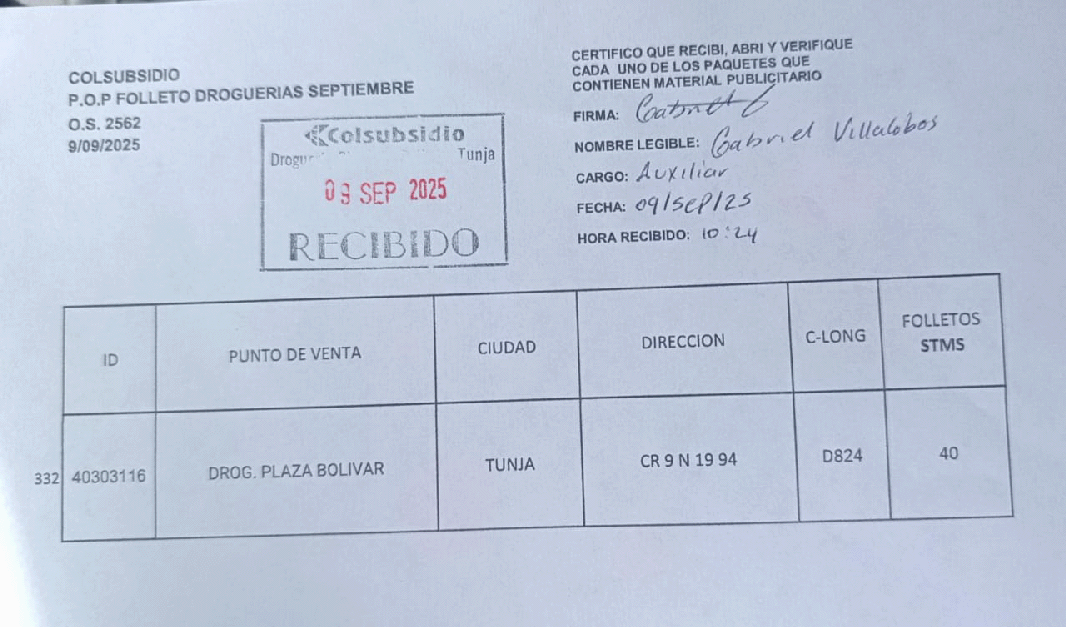 COLSUBSIDIO
P.O.P FOLLETO DROGUERIAS SEPTIEMBRE
O.S. 2562
9/09/2025
Colsubsidio
Tunja
09 SEP 2025
RECIBIDO
CERTIFICO QUE RECIBI, ABRI Y VERIFIQUE
CADA UNO DE LOS PAQUETES QUE
CONTIENEN MATERIAL PUBLICITARIO
FIRMA:
NOMBRE LEGIBLE: Gabriel Villalobos
CARGO: Auxiliar
FECHA: 09/sep/25
HORA RECIBIDO: 10:24
ID PUNTO DE VENTA CIUDAD DIRECCION C-LONG FOLLETOS STMS
332 40303116 DROG. PLAZA BOLIVAR TUNJA CR 9 N 19 94 D824 40